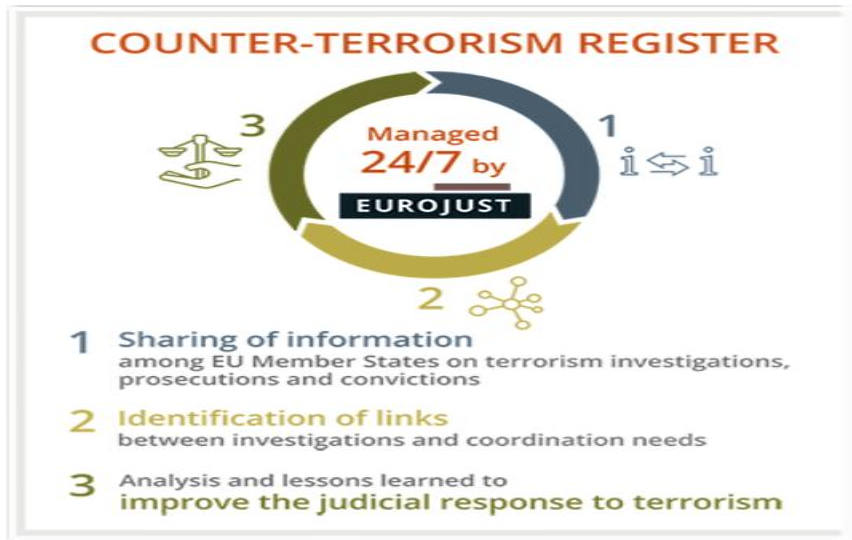 COUNTER-TERRORISM REGISTER
3
1
Managed
24/7 by
EUROJUST
i i
2
1 Sharing of information
among EU Member States on terrorism investigations,
prosecutions and convictions
2 Identification of links
between investigations and coordination needs
3 Analysis and lessons learned to
improve the judicial response to terrorism